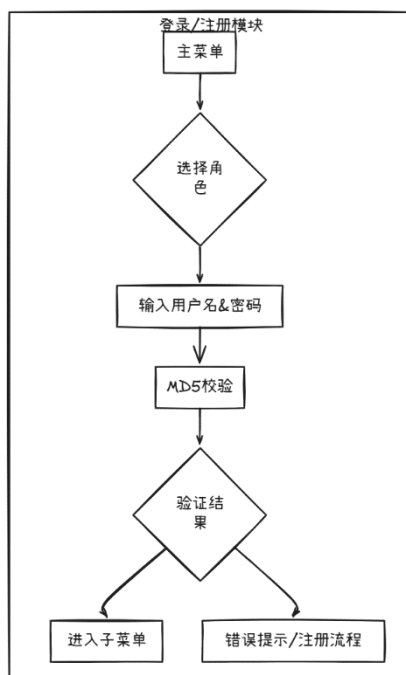 登录/注册模块
主菜单
选择角
色
输入用户名&密码
MD5校验
验证结
果
进入子菜单
错误提示/注册流程